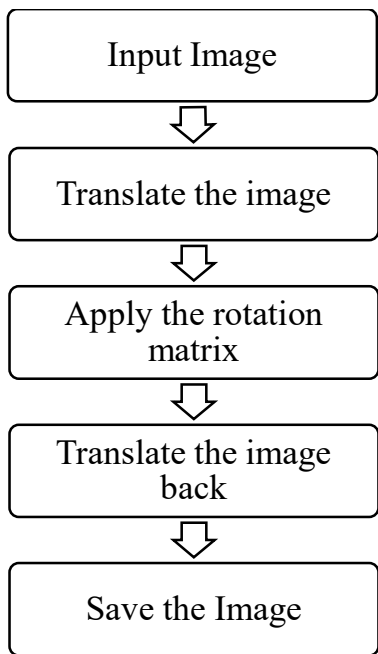 Input Image
Translate the image
Apply the rotation
matrix
Translate the image
back
Save the Image